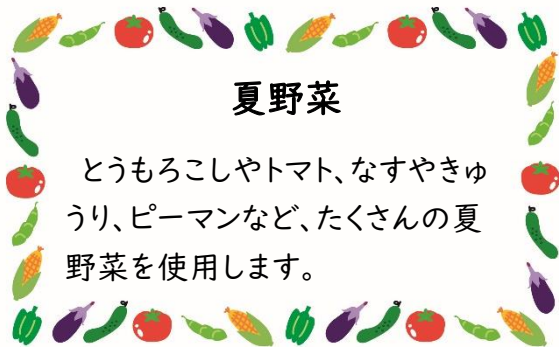 夏野菜
とうもろこしやトマト、なすやきゅ
うり、ピーマンなど、たくさんの夏
野菜を使用します。